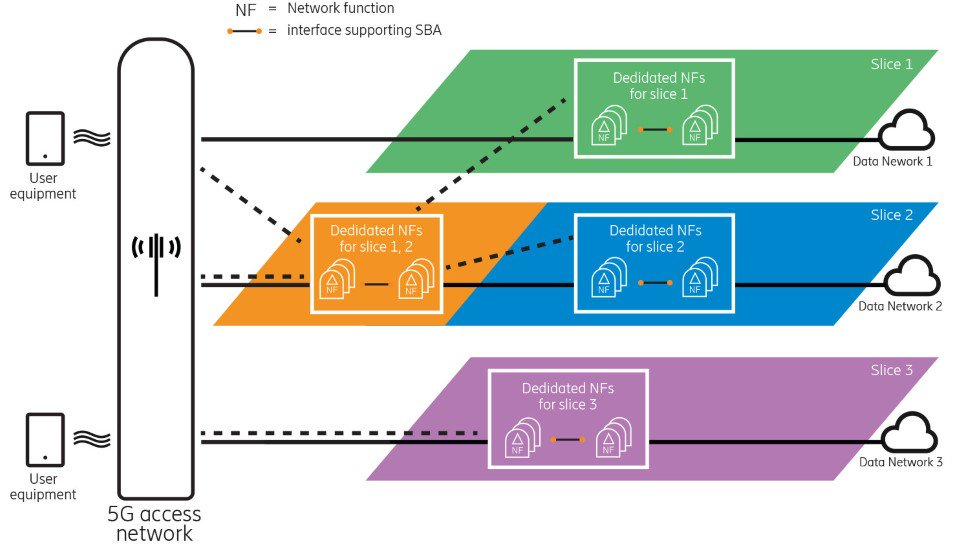 NF = Network function
= interface supporting SBA
Slice 1
Dedidated NFs
for slice 1
NF
NF
Data Nework 1
User
equipment
Slice 2
Dedidated NFs
for slice 1, 2
NF
NF
Dedidated NFs
for slice 2
NF
NF
Data Network 2
Slice 3
Dedidated NFs
for slice 3
NF
NF
Data Network 3
User
equipment
5G access
network